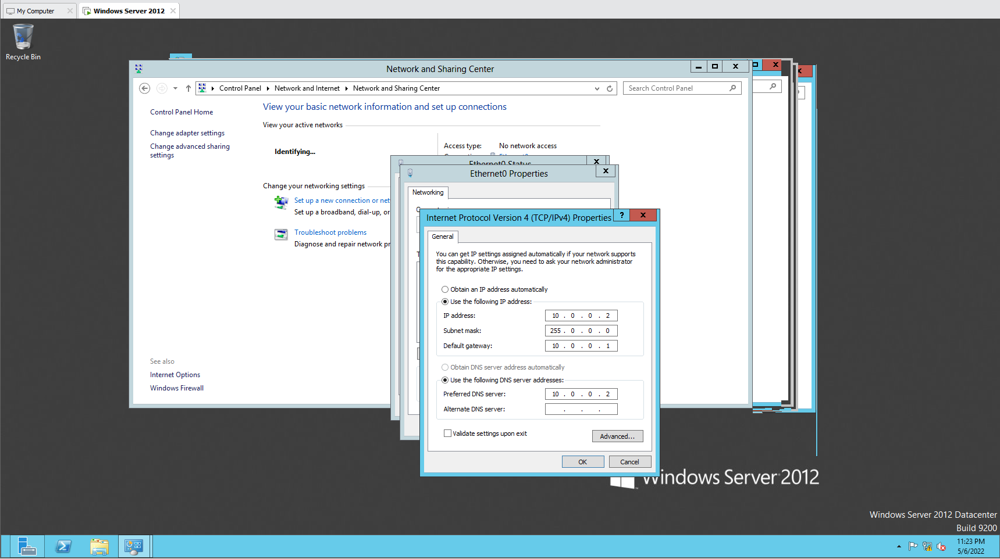 My Computer
Windows Server 2012
Recycle Bin
Network and Sharing Center
Control Panel
Network and Internet
Network and Sharing Center
Search Control Panel
Control Panel Home
Change adapter settings
Change advanced sharing
settings
View your basic network information and set up connections
View your active networks
Identifying...
Access type:
No network access
Change your networking settings
Set up a new connection or net
Set up a broadband, dial-up, or
Troubleshoot problems
Diagnose and repair network pr
See also
Internet Options
Windows Firewall
Ethernet0 Status
Ethernet0 Properties
Networking
Internet Protocol Version 4 (TCP/IPv4) Properties
?
General
You can get IP settings assigned automatically if your network supports
this capability. Otherwise, you need to ask your network administrator
for the appropriate IP settings.
Obtain an IP address automatically
Use the following IP address:
IP address:
10 . 0 . 0 . 2
Subnet mask:
255 . 0 . 0 . 0
Default gateway:
10 . 0 . 0 . 1
Obtain DNS server address automatically
Use the following DNS server addresses:
Preferred DNS server:
10 . 0 . 0 . 2
Alternate DNS server:
. . .
Validate settings upon exit
Advanced...
OK
Cancel
Windows Server 2012
Windows Server 2012 Datacenter
Build 9200
11:23 PM
5/6/2022